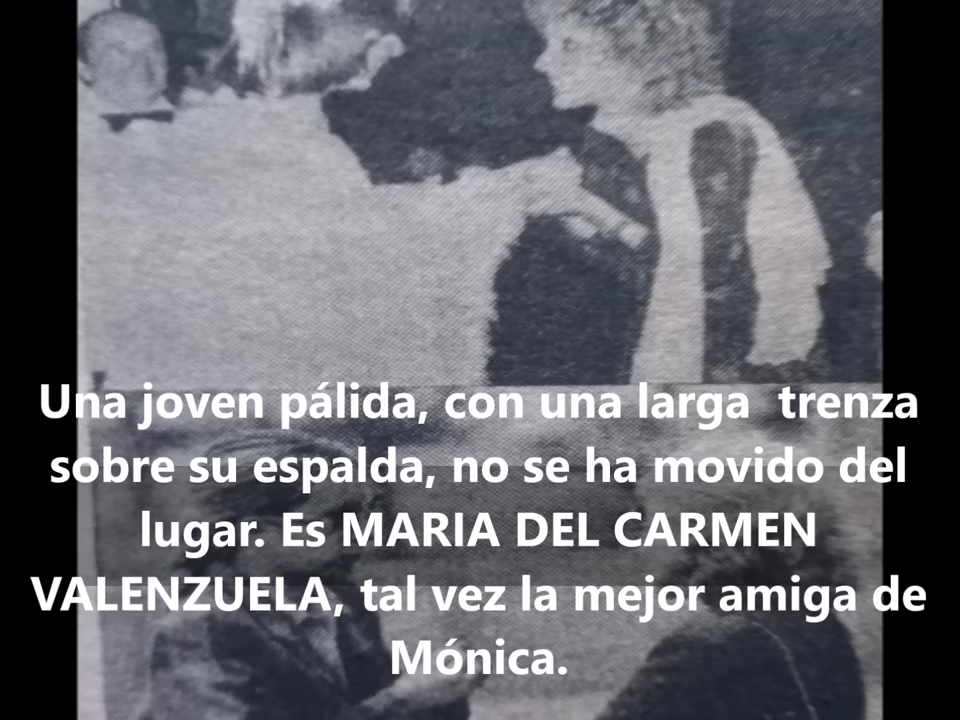 Una joven pálida, con una larga  trenza
sobre su espalda, no se ha movido del
lugar. Es MARIA DEL CARMEN
VALENZUELA, tal vez la mejor amiga de
Mónica.